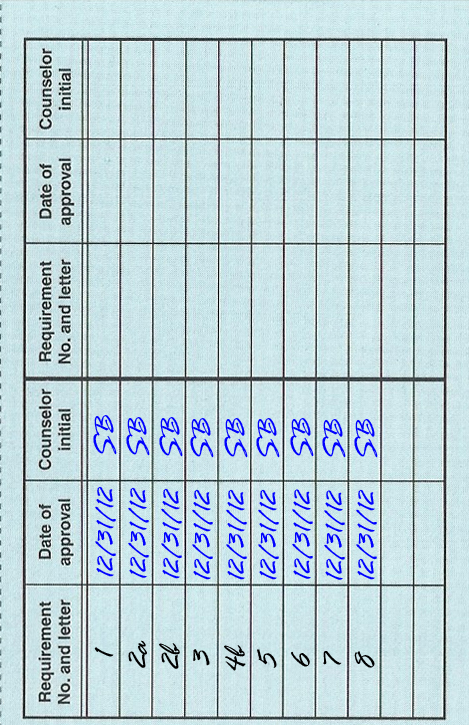 Requirement No. and letter Date of approval Counselor initial Requirement No. and letter Date of approval Counselor initial
1 12/31/12 SB
2a 12/31/12 SB
2b 12/31/12 SB
3 12/31/12 SB
4b 12/31/12 SB
5 12/31/12 SB
6 12/31/12 SB
7 12/31/12 SB
8 12/31/12 SB